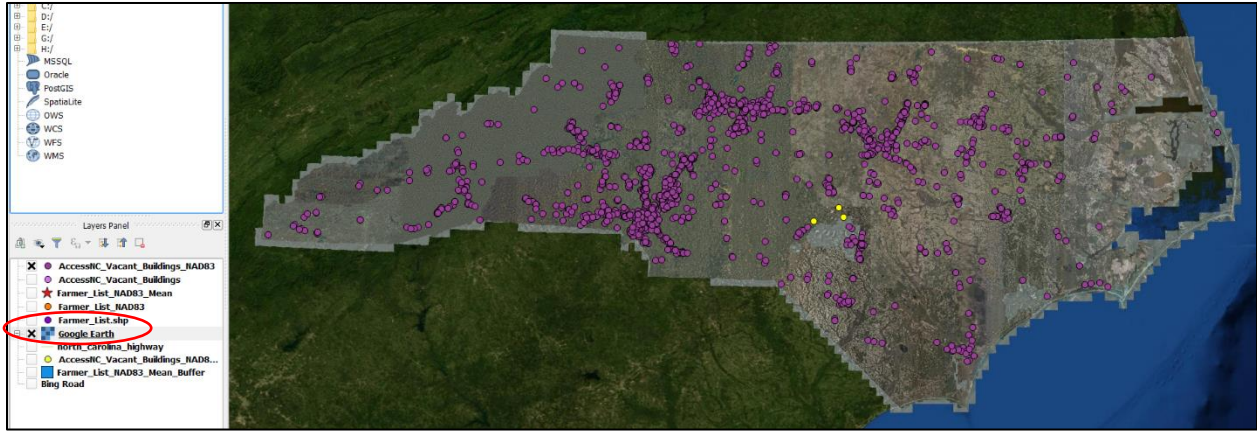 C:/
D:/
E:/
G:/
H:/
MSSQL
Oracle
PostGIS
SpatiaLite
OWS
WCS
WFS
WMS
Layers Panel
AccessNC_Vacant_Buildings_NAD83
AccessNC_Vacant_Buildings
Farmer_List_NAD83_Mean
Farmer_List_NAD83
Farmer_List.shp
Google Earth
north_carolina_highway
AccessNC_Vacant_Buildings_NAD8...
Farmer_List_NAD83_Mean_Buffer
Bing Road